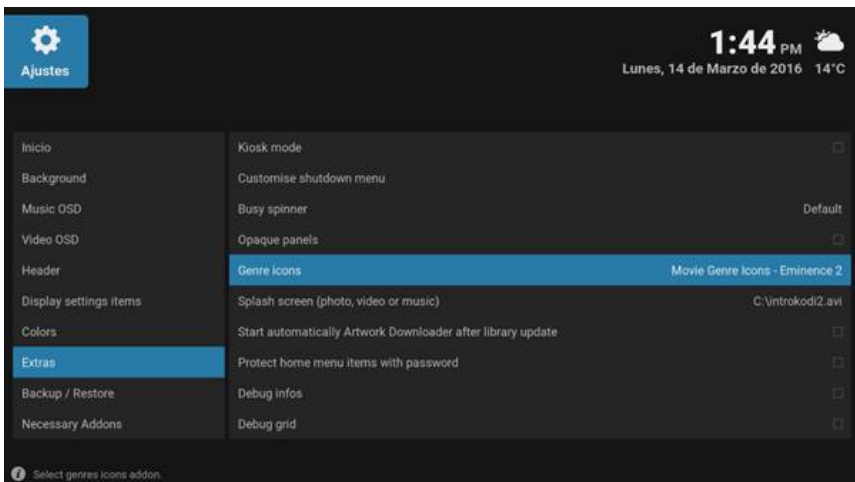 Ajustes
1:44 PM
Lunes, 14 de Marzo de 2016 14°C
Inicio
Background
Music OSD
Video OSD
Header
Display settings items
Colors
Extras
Backup / Restore
Necessary Addons
Kiosk mode
Customise shutdown menu
Busy spinner Default
Opaque panels
Genre icons Movie Genre Icons - Eminence 2
Splash screen (photo, video or music) C:\introkodi2.avi
Start automatically Artwork Downloader after library update
Protect home menu items with password
Debug infos
Debug grid
Select genres icons addon.